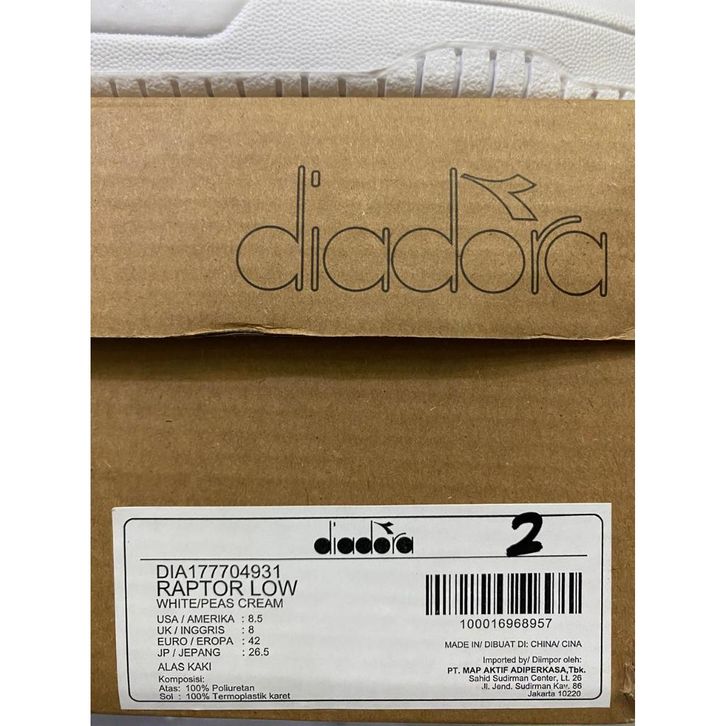 diadora
diadora 2
DIA177704931
RAPTOR LOW
WHITE/PEAS CREAM
USA / AMERIKA : 8.5
UK / INGGRIS : 8
EURO / EROPA : 42
JP / JEPANG : 26.5
ALAS KAKI
Komposisi:
Atas: 100% Poliuretan
Sol : 100% Termoplastik karet
100016968957
MADE IN/ DIBUAT DI: CHINA/ CINA
Imported by/ Diimpor oleh:
PT. MAP AKTIF ADIPERKASA,Tbk.
Sahid Sudirman Center, Lt. 26
Jl. Jend. Sudirman Kav. 86
Jakarta 10220